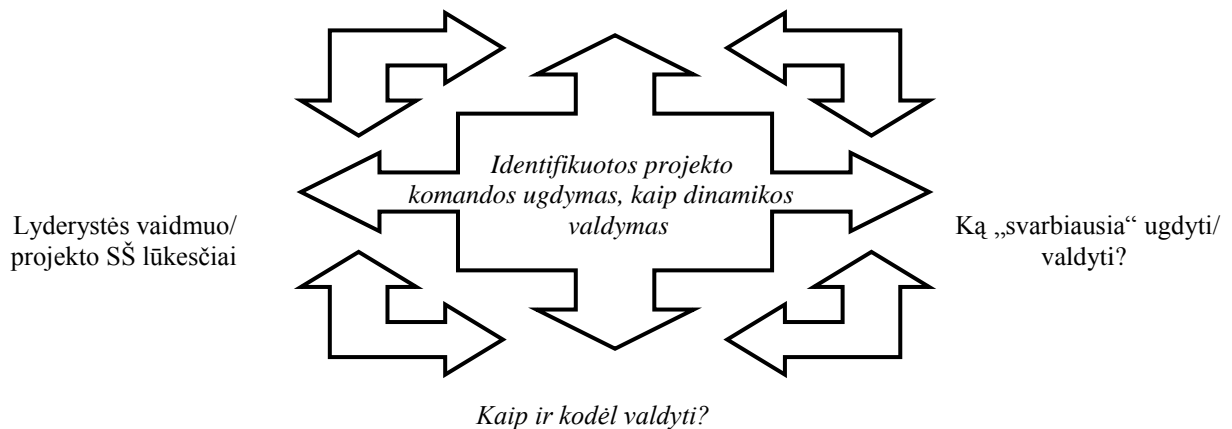 Identifikuotos projekto
komandos ugdymas, kaip dinamikos
valdymas
Lyderystės vaidmuo/
projekto SŠ lūkesčiai
Ką „svarbiausia“ ugdyti/
valdyti?
Kaip ir kodėl valdyti?